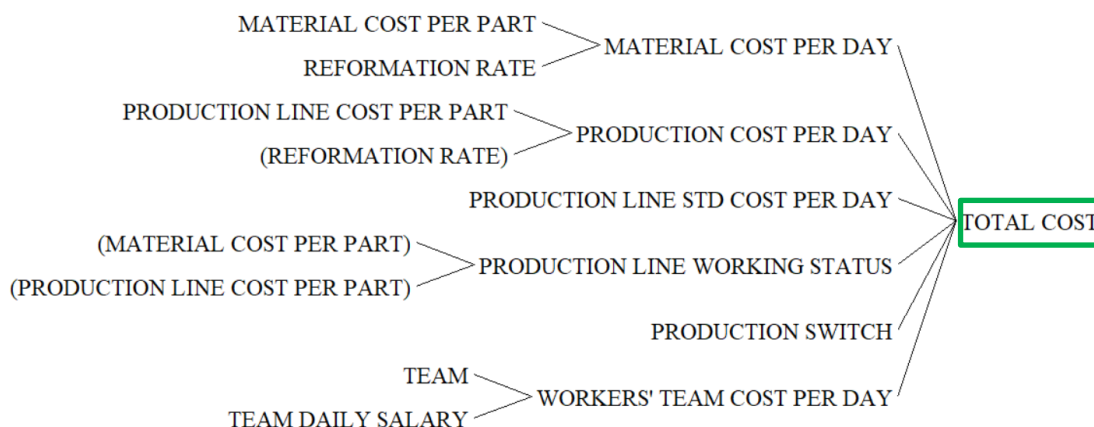 MATERIAL COST PER PART
MATERIAL COST PER DAY
REFORMATION RATE
PRODUCTION LINE COST PER PART
PRODUCTION COST PER DAY
(REFORMATION RATE)
PRODUCTION LINE STD COST PER DAY
TOTAL COST
(MATERIAL COST PER PART)
PRODUCTION LINE WORKING STATUS
(PRODUCTION LINE COST PER PART)
PRODUCTION SWITCH
TEAM
WORKERS' TEAM COST PER DAY
TEAM DAILY SALARY